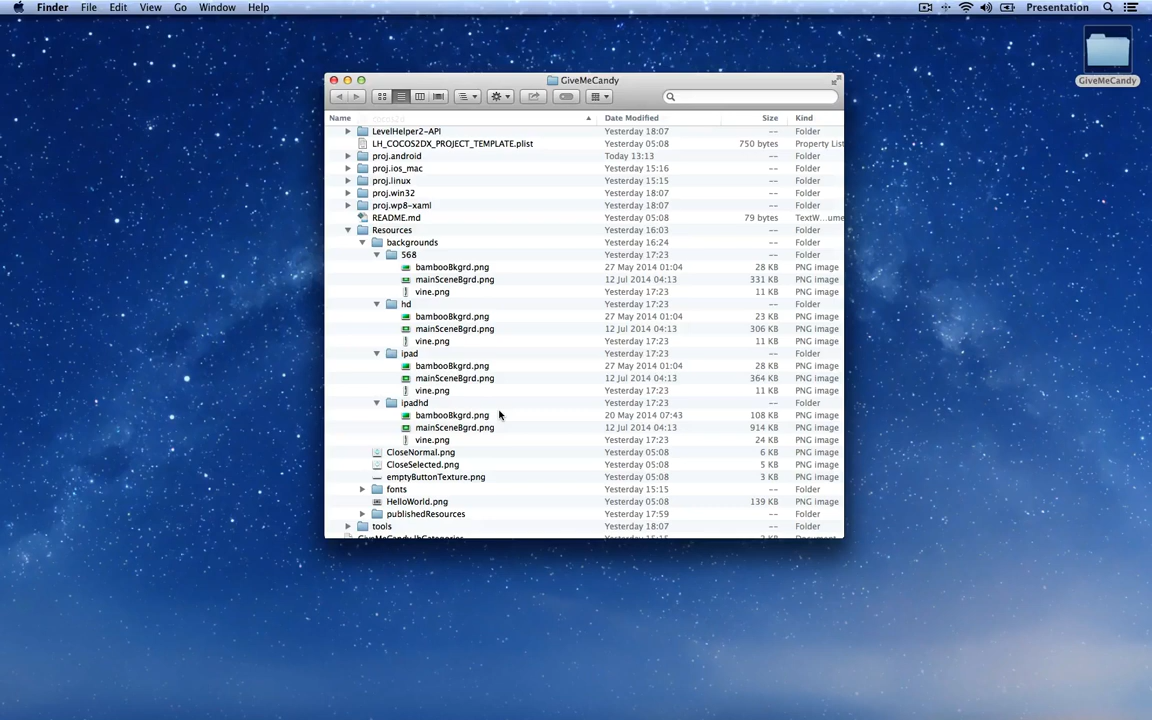 Finder File Edit View Go Window Help Presentation
GiveMeCandy
GiveMeCandy
Name Date Modified Size Kind
LevelHelper2-API Yesterday 18:07 -- Folder
LH_COCOS2DX_PROJECT_TEMPLATE.plist Yesterday 05:08 750 bytes Property Lis
proj.android Today 13:13 -- Folder
proj.ios_mac Yesterday 15:16 -- Folder
proj.linux Yesterday 15:15 -- Folder
proj.win32 Yesterday 18:07 -- Folder
proj.wp8-xaml Yesterday 18:07 -- Folder
README.md Yesterday 05:08 79 bytes TextW...ume
Resources Yesterday 16:03 -- Folder
backgrounds Yesterday 16:24 -- Folder
568 Yesterday 17:23 -- Folder
bambooBkgrd.png 27 May 2014 01:04 28 KB PNG image
mainSceneBgrd.png 12 Jul 2014 04:13 331 KB PNG image
vine.png Yesterday 17:23 11 KB PNG image
hd Yesterday 17:23 -- Folder
bambooBkgrd.png 27 May 2014 01:04 23 KB PNG image
mainSceneBgrd.png 12 Jul 2014 04:13 306 KB PNG image
vine.png Yesterday 17:23 11 KB PNG image
ipad Yesterday 17:23 -- Folder
bambooBkgrd.png 27 May 2014 01:04 28 KB PNG image
mainSceneBgrd.png 12 Jul 2014 04:13 364 KB PNG image
vine.png Yesterday 17:23 11 KB PNG image
ipadhd Yesterday 17:23 -- Folder
bambooBkgrd.png 20 May 2014 07:43 108 KB PNG image
mainSceneBgrd.png 12 Jul 2014 04:13 914 KB PNG image
vine.png Yesterday 17:23 24 KB PNG image
CloseNormal.png Yesterday 05:08 6 KB PNG image
CloseSelected.png Yesterday 05:08 5 KB PNG image
emptyButtonTexture.png Yesterday 05:08 3 KB PNG image
fonts Yesterday 15:15 -- Folder
HelloWorld.png Yesterday 05:08 139 KB PNG image
publishedResources Yesterday 17:59 -- Folder
tools Yesterday 18:07 -- Folder